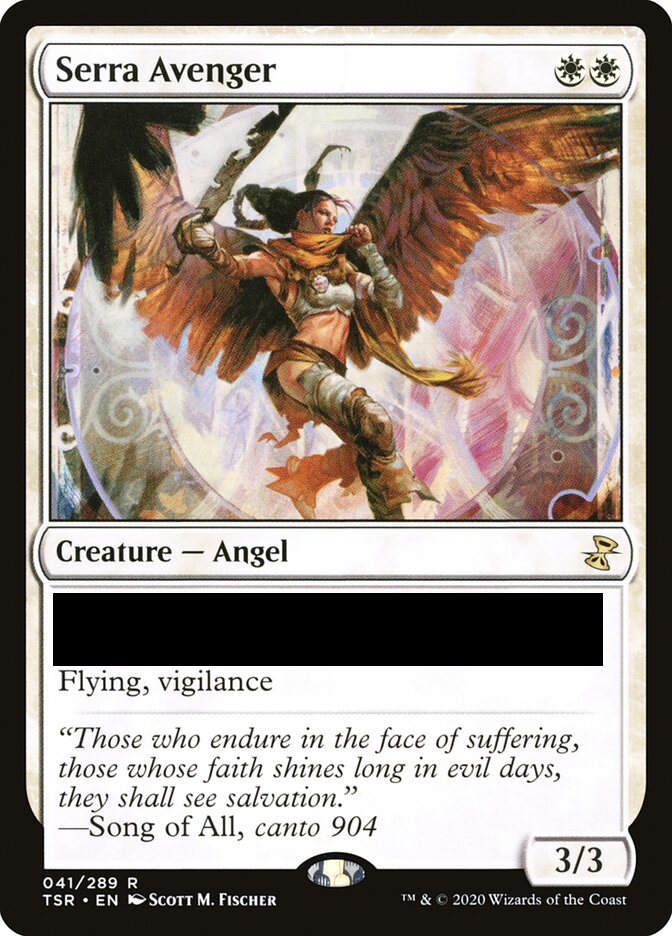 Serra Avenger
Creature — Angel
Flying, vigilance
“Those who endure in the face of suffering,
those whose faith shines long in evil days,
they shall see salvation.”
—Song of All, canto 904
3/3
041/289 R
TSR • EN Scott M. Fischer
™ & © 2020 Wizards of the Coast